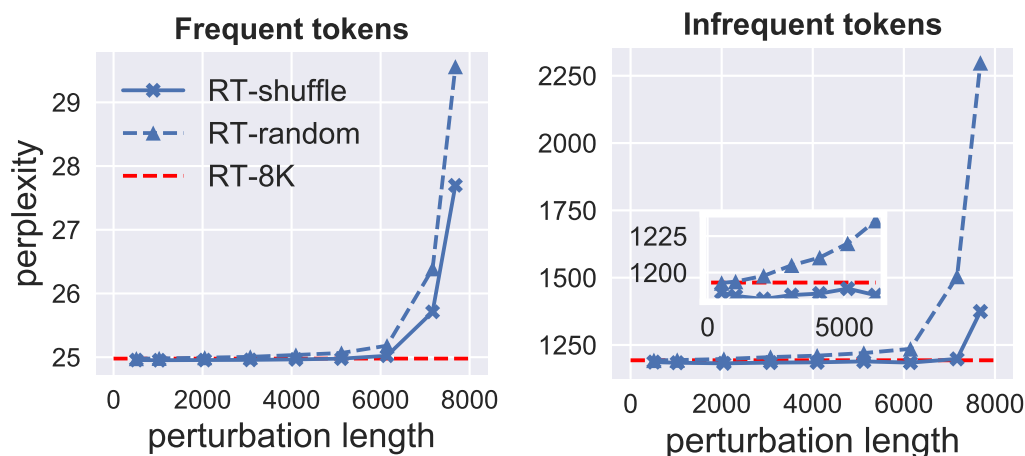 Frequent tokens
perplexity
29
28
27
26
25
RT-shuffle
RT-random
RT-8K
0 2000 4000 6000 8000
perturbation length
Infrequent tokens
2250
2000
1750
1500
1250
1225
1200
0 5000
0 2000 4000 6000 8000
perturbation length